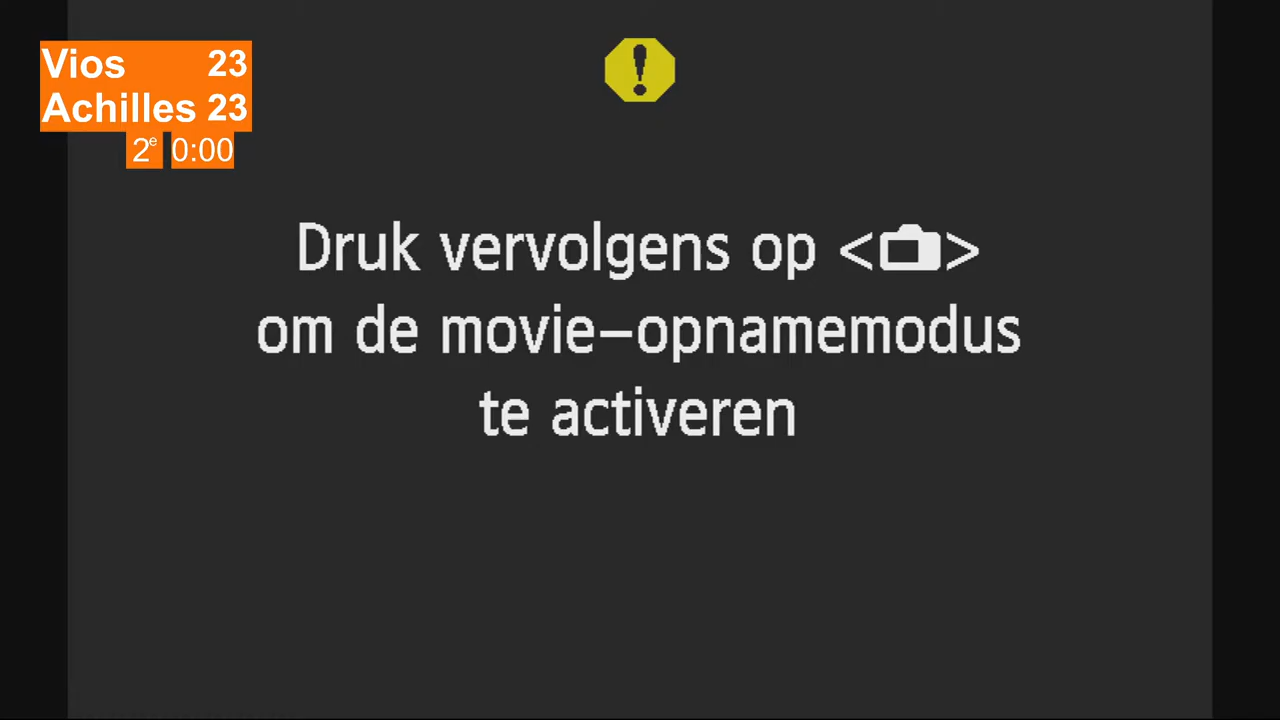 Vios 23
Achilles 23
2e 0:00
Druk vervolgens op <📷>
om de movie-opnamemodus
te activeren